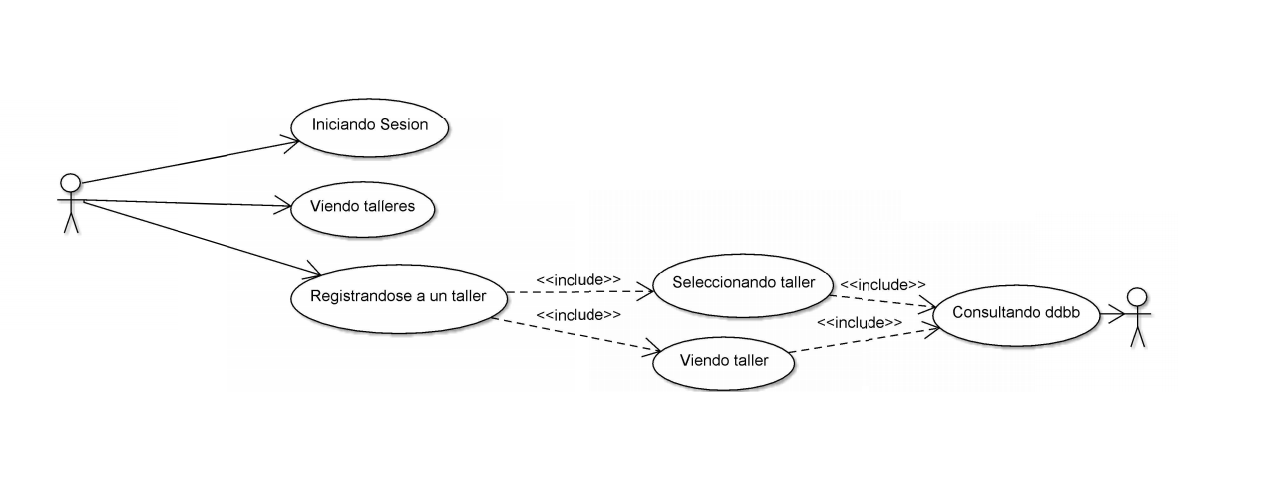 Iniciando Sesion
Viendo talleres
Registrandose a un taller
<<include>>
<<include>>
Seleccionando taller
Viendo taller
<<include>>
<<include>>
Consultando ddbb